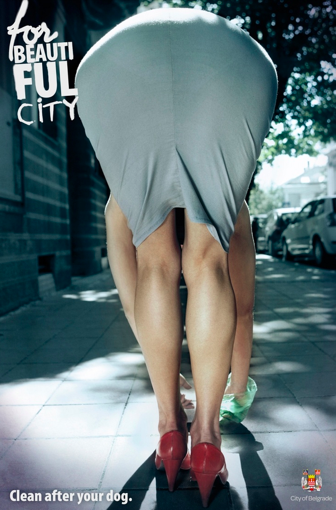 for
BEAUTI
FUL
CiTY
Clean after your dog.
City of Belgrade